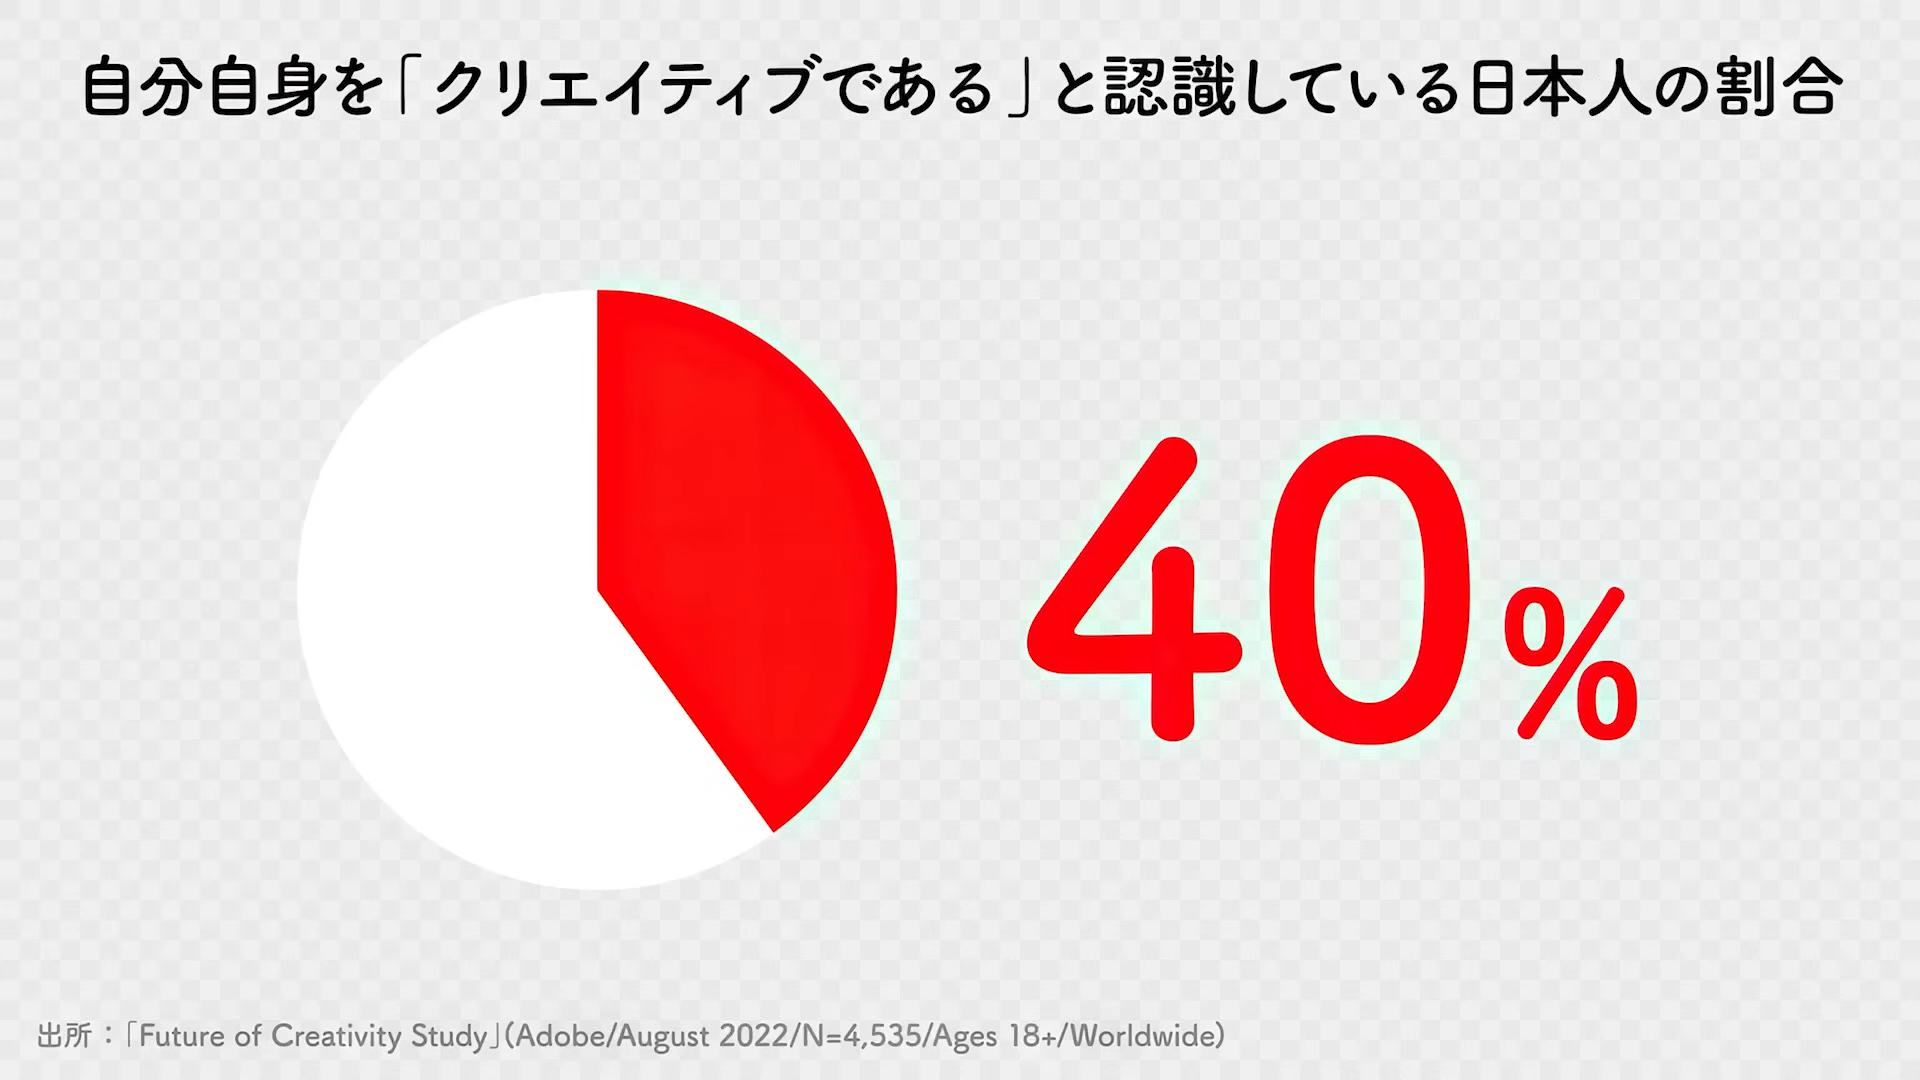 自分自身を「クリエイティブである」と認識している日本人の割合
40%
出所：「Future of Creativity Study」(Adobe/August 2022/N=4,535/Ages 18+/Worldwide)